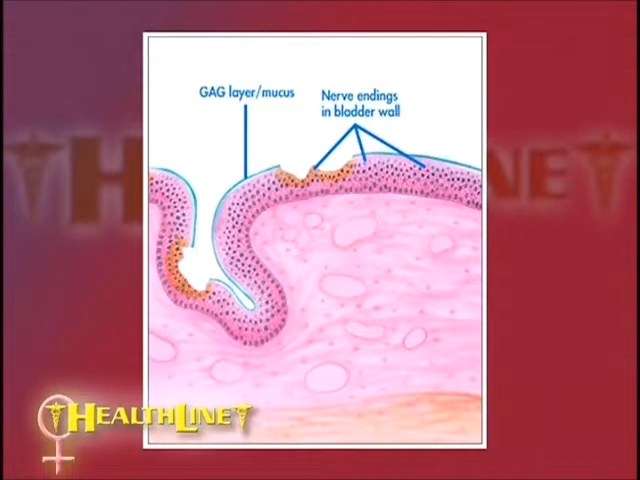 GAG layer/mucus
Nerve endings
in bladder wall
HEALTHLINE